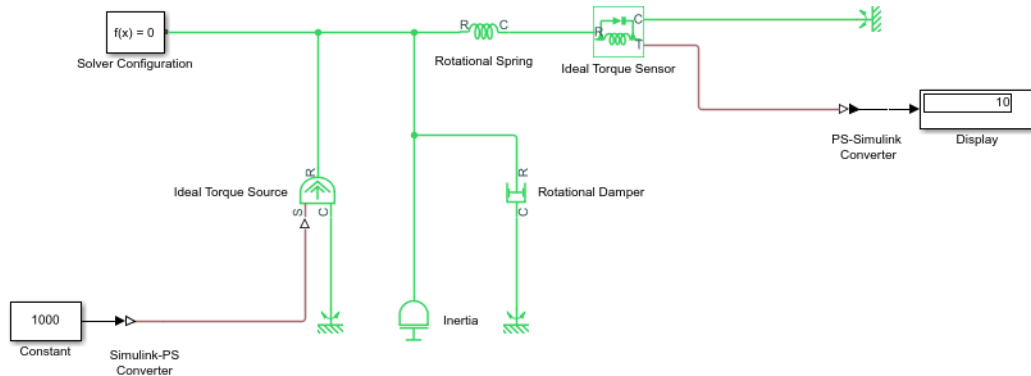 f(x) = 0
Solver Configuration
R
C
Rotational Spring
R
C
T
Ideal Torque Sensor
10
Display
PS-Simulink
Converter
Ideal Torque Source
R
S
C
R
C
Rotational Damper
1000
Constant
Simulink-PS
Converter
Inertia